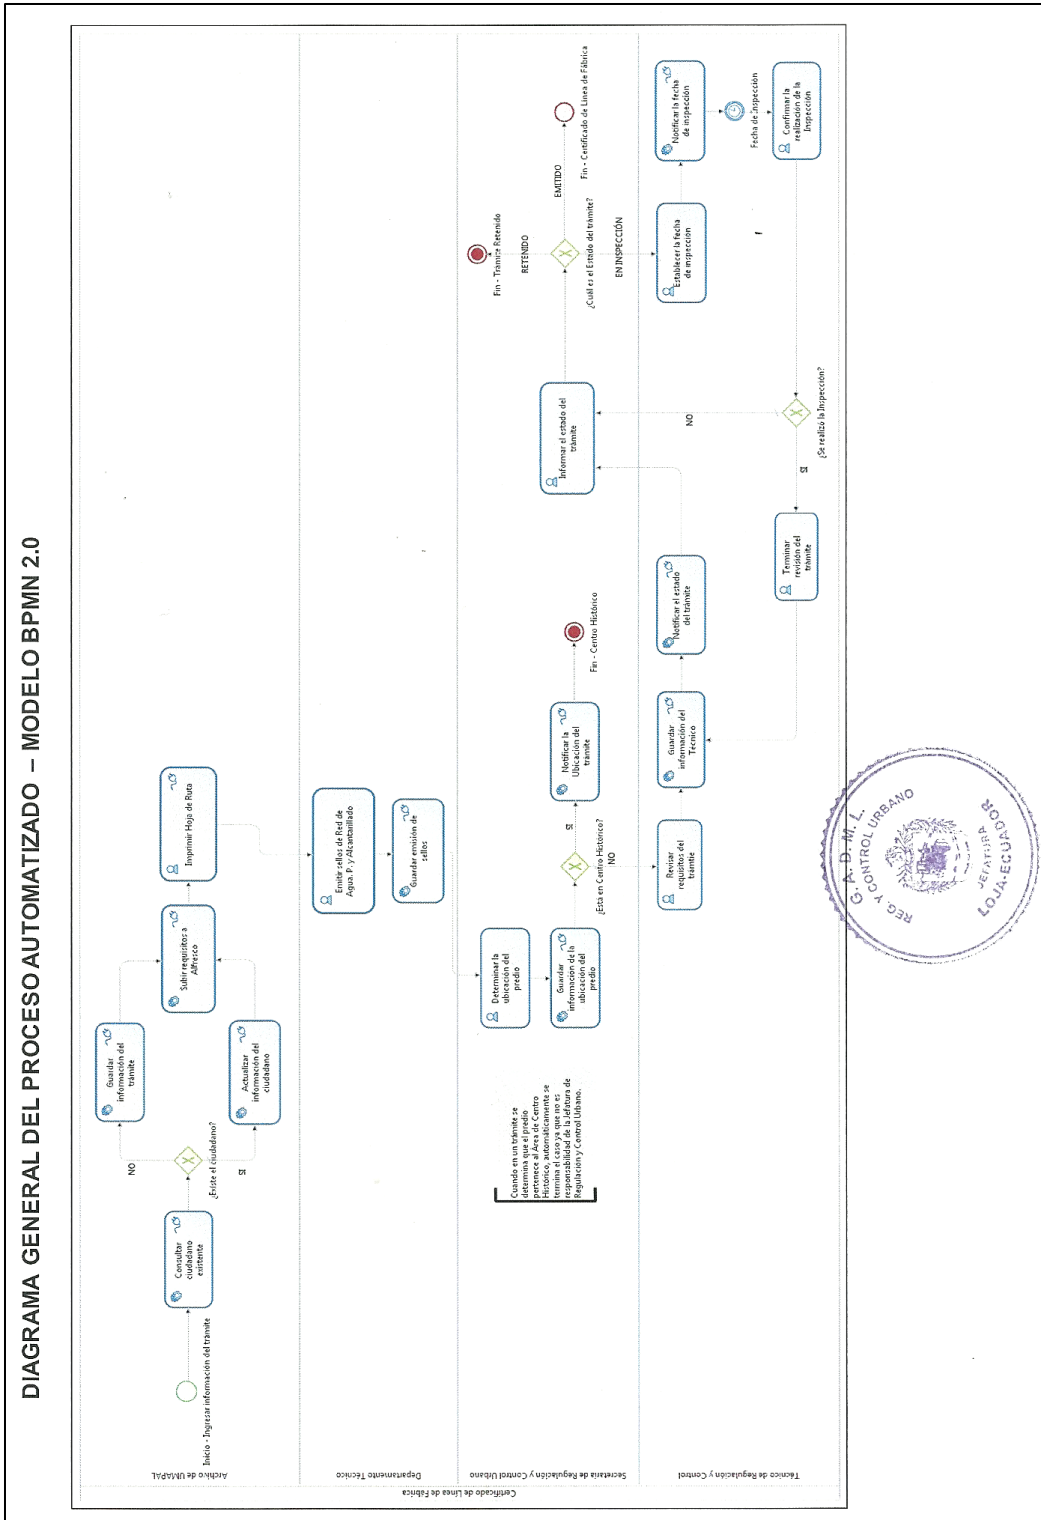 DIAGRAMA GENERAL DEL PROCESO AUTOMATIZADO – MODELO BPMN 2.0
Certificado de Línea de Fábrica
Archivo de UMAPAL
Inicio - Ingresar información del trámite
Consultar
ciudadano
existente
¿Existe el ciudadano?
NO
SI
Guardar
información del
trámite
Actualizar
información del
ciudadano
Subir requisitos a
Alfresco
Imprimir Hoja de Ruta
Departamento Técnico
Emitir sellos de Red de
Agua. P. y Alcantarillado
Guardar emisión de
sellos
Secretaria de Regulación y Control Urbano
Cuando en un trámite se
determina que el predio
pertenece al Area de Centro
Histórico, automáticamente se
termina el caso ya que no es
responsabilidad de la Jefatura de
Regulación y Control Urbano.
Determinar la
ubicación del
predio
Guardar
información de la
ubicación del
predio
¿Esta en Centro Histórico?
SI
NO
Notificar la
Ubicación del
trámite
Fin - Centro Histórico
Informar el estado del
trámite
¿Cuál es el Estado del trámite?
RETENIDO
Fin - Trámite Retenido
EMITIDO
Fin - Certificado de Línea de Fábrica
EN INSPECCIÓN
Técnico de Regulación y Control
Revisar
requisitos del
trámtie
Guardar
información del
Técnico
Notificar el estado
del trámite
Terminar
revisión del
trámite
SI
¿Se realizó la Inspección?
NO
Establecer la fecha
de inspección
Notificar la fecha
de inspección
Fecha de Inspección
Confirmar la
realización de la
Inspección
G. A. D. M. L.
REG. Y CONTROL URBANO
JEFATURA
LOJA-ECUADOR